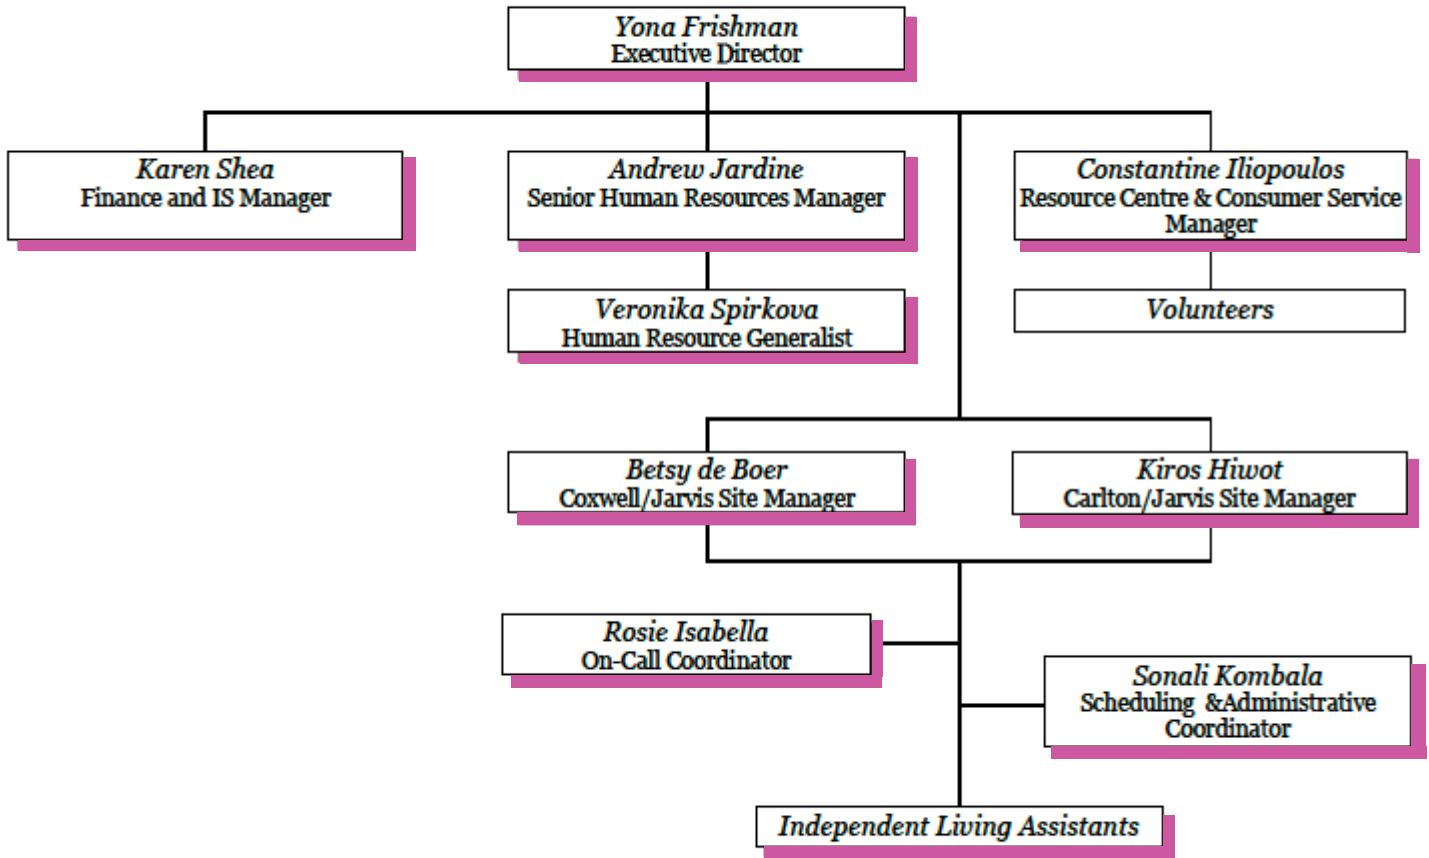 Yona Frishman
Executive Director
Karen Shea
Finance and IS Manager
Andrew Jardine
Senior Human Resources Manager
Constantine Iliopoulos
Resource Centre & Consumer Service
Manager
Veronika Spirkova
Human Resource Generalist
Volunteers
Betsy de Boer
Coxwell/Jarvis Site Manager
Kiros Hiwot
Carlton/Jarvis Site Manager
Rosie Isabella
On-Call Coordinator
Sonali Kombala
Scheduling &Administrative
Coordinator
Independent Living Assistants